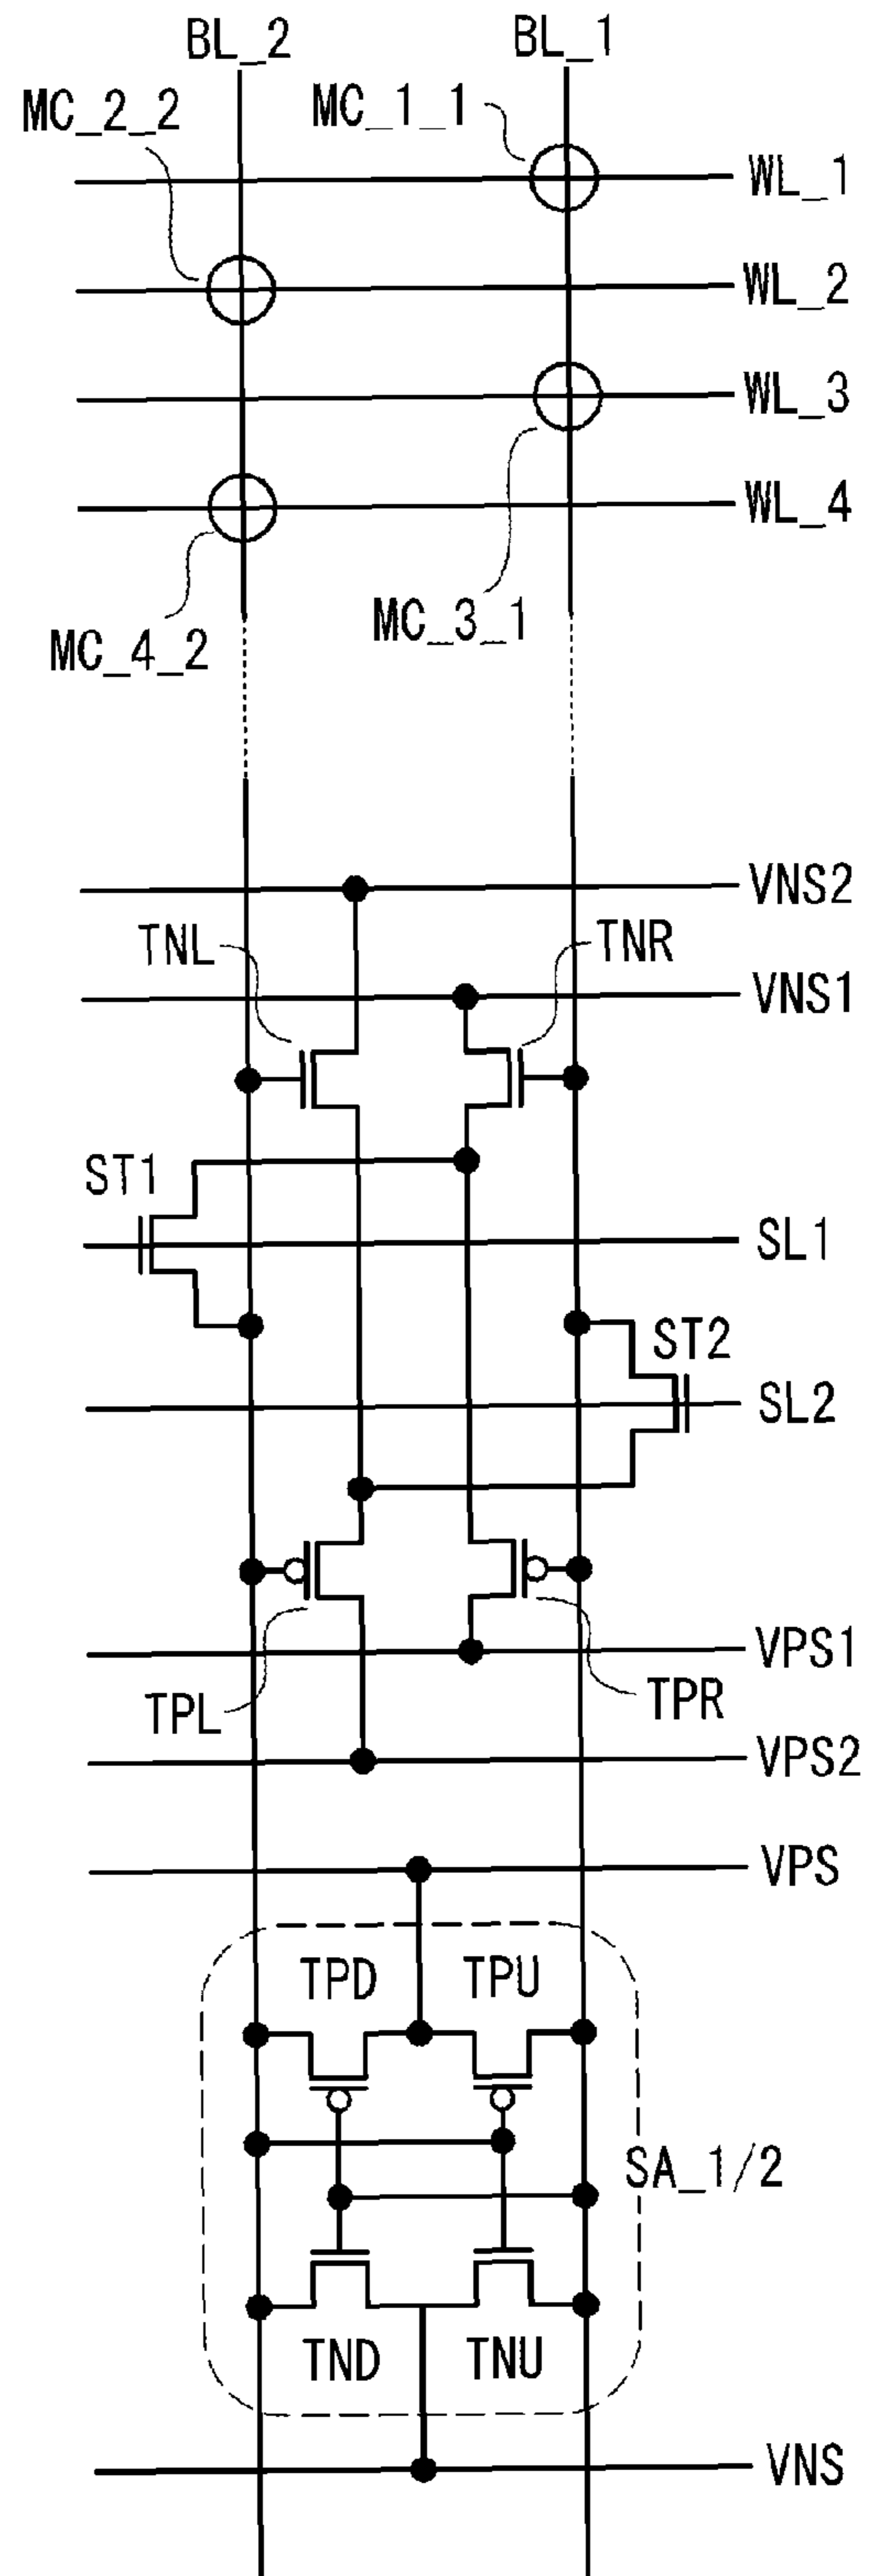 BL_2
BL_1
MC_2_2
MC_1_1
WL_1
WL_2
WL_3
WL_4
MC_3_1
MC_4_2
VNS2
TNL
TNR
VNS1
ST1
SL1
ST2
SL2
VPS1
TPL
TPR
VPS2
VPS
TPD
TPU
SA_1/2
TND
TNU
VNS